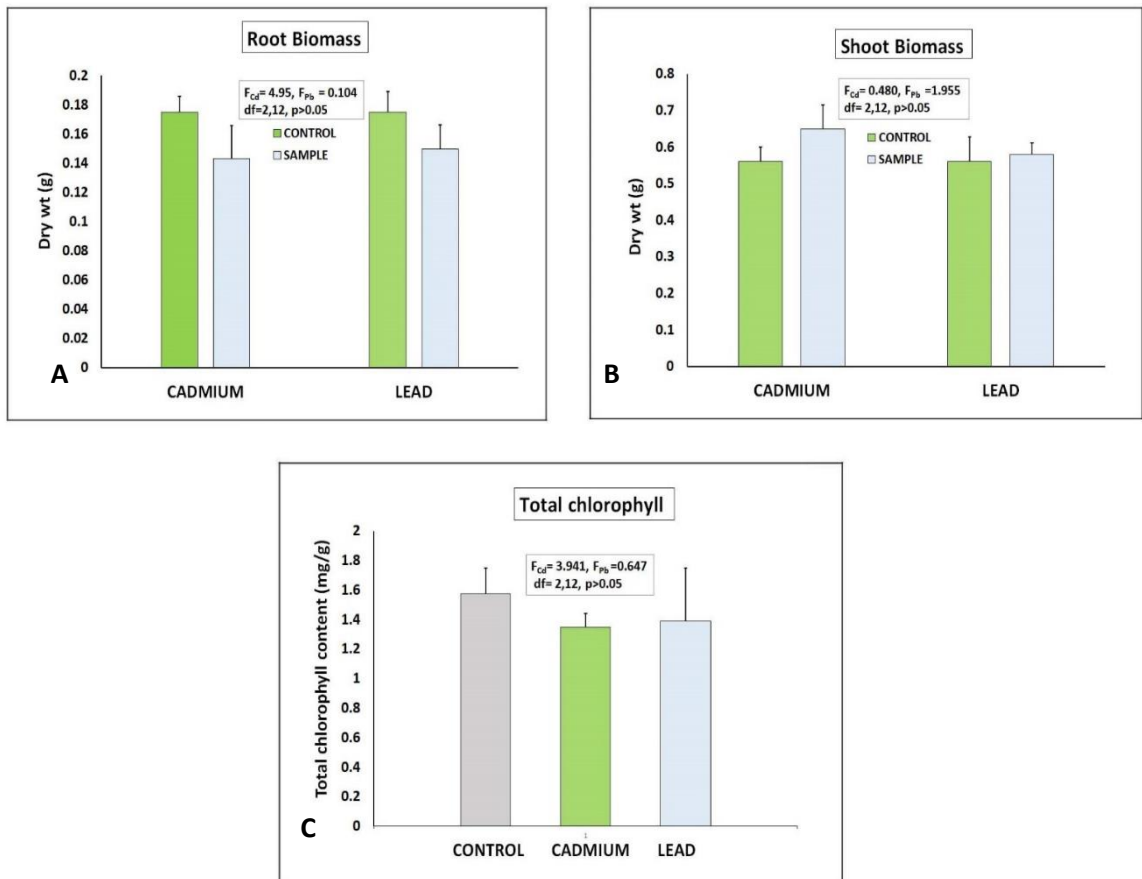 Root Biomass
0.2
0.18
0.16
0.14
0.12
0.1
0.08
0.06
0.04
0.02
0
Dry wt (g)
F_Cd= 4.95, F_Pb = 0.104
df=2,12, p>0.05
CONTROL
SAMPLE
A
CADMIUM LEAD
Shoot Biomass
0.8
0.7
0.6
0.5
0.4
0.3
0.2
0.1
0
Dry wt (g)
F_Cd= 0.480, F_Pb =1.955
df= 2,12, p>0.05
CONTROL
SAMPLE
B
CADMIUM LEAD
Total chlorophyll
2
1.8
1.6
1.4
1.2
1
0.8
0.6
0.4
0.2
0
Total chlorophyll content (mg/g)
F_Cd= 3.941, F_Pb =0.647
df= 2,12, p>0.05
C
1
CONTROL CADMIUM LEAD